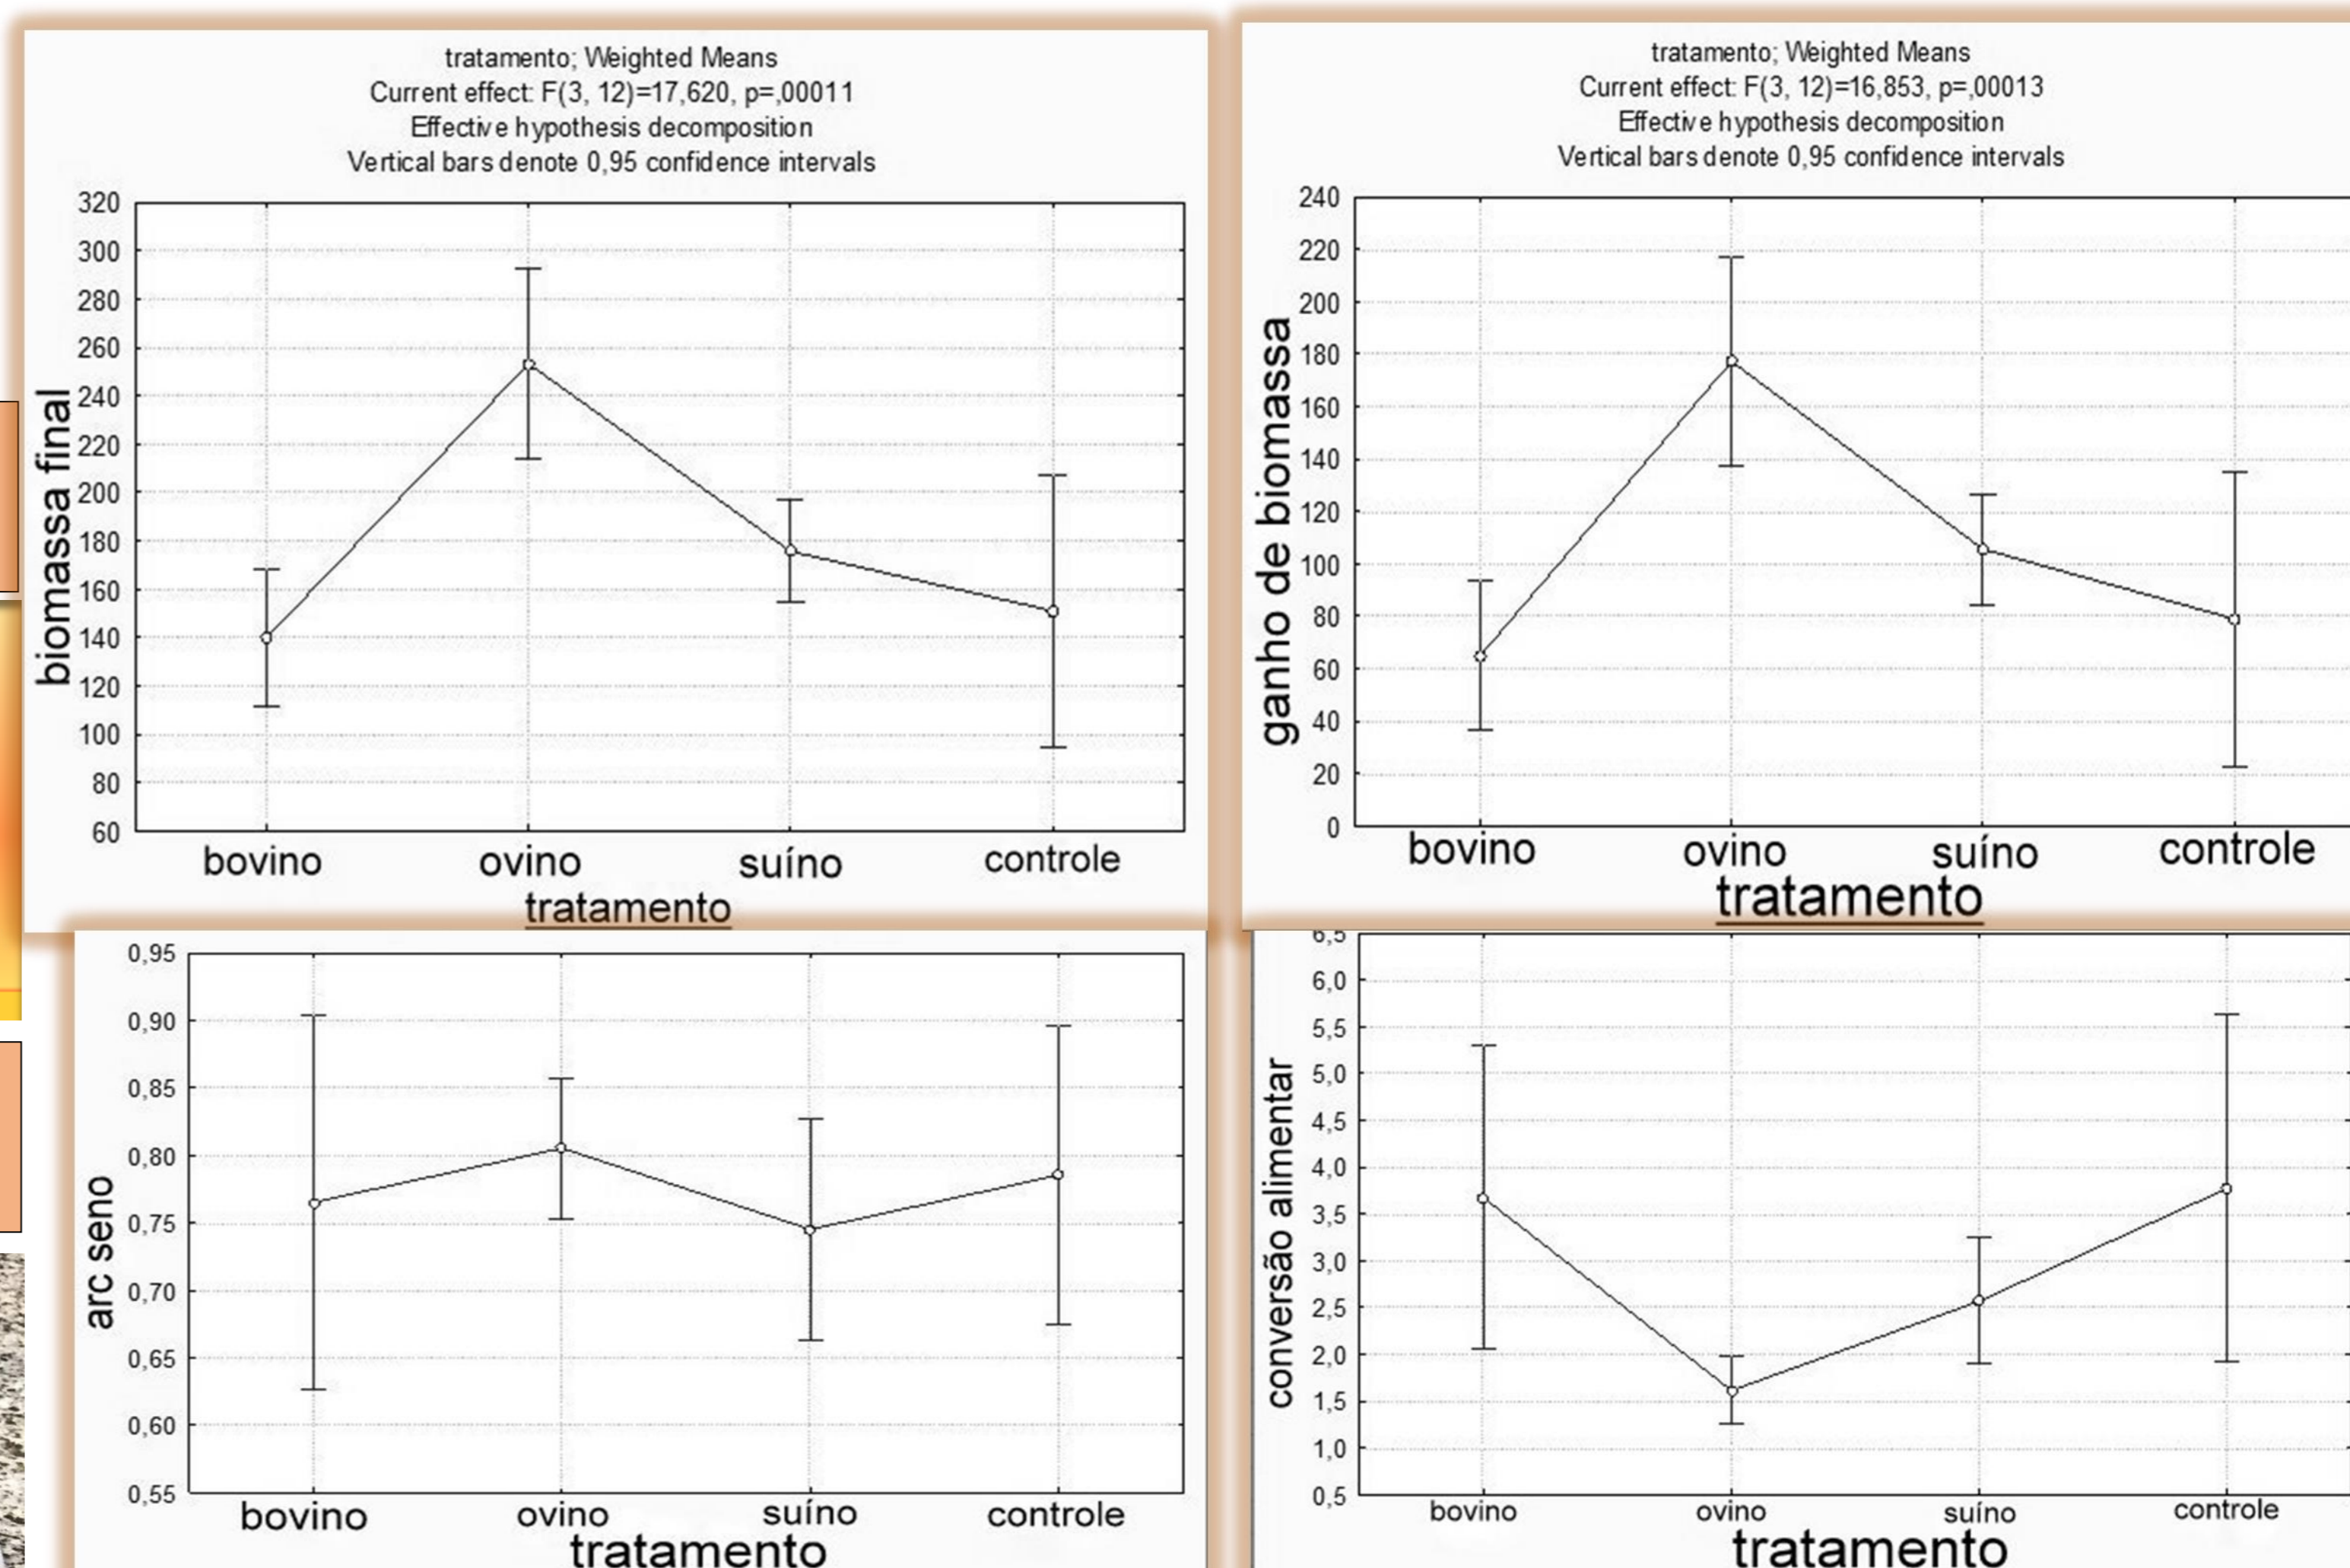 tratamento; Weighted Means
Current effect: F(3, 12)=17,620, p=,00011
Effective hypothesis decomposition
Vertical bars denote 0,95 confidence intervals
320
300
280
260
240
220
200
180
160
140
120
100
80
60
biomassa final
bovino ovino suíno controle
tratamento
tratamento; Weighted Means
Current effect: F(3, 12)=16,853, p=,00013
Effective hypothesis decomposition
Vertical bars denote 0,95 confidence intervals
240
220
200
180
160
140
120
100
80
60
40
20
0
ganho de biomassa
bovino ovino suíno controle
tratamento
0,95
0,90
0,85
0,80
0,75
0,70
0,65
0,60
0,55
arc seno
bovino ovino suíno controle
tratamento
6,5
6,0
5,5
5,0
4,5
4,0
3,5
3,0
2,5
2,0
1,5
1,0
0,5
conversão alimentar
bovino ovino suíno controle
tratamento